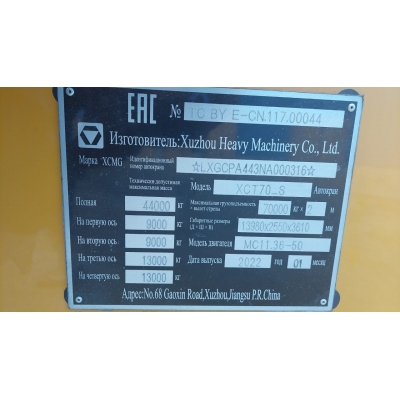 EAC № TC BY E-CN.117.00044
Изготовитель:Xuzhou Heavy Machinery Co., Ltd.
Марка XCMG Идентификационный номер автокрана ☆LXGCPA443NA000316☆
Технически допустимая максимальная масса Модель XCT70_S Автокран
Полная 44000 кг Максимальная грузоподъемность × вылет стрелы 70000 кг× 2 м
На первую ось 9000 кг Габаритные размеры (Д × Ш × В) 13980x2550x3610 мм
На вторую ось 9000 кг Модель двигателя MC11.36-50
На третью ось 13000 кг Дата выпуска 2022 год 01 месяц
На четвертую ось 13000 кг
Адрес:No.68 Gaoxin Road,Xuzhou,Jiangsu P.R.China